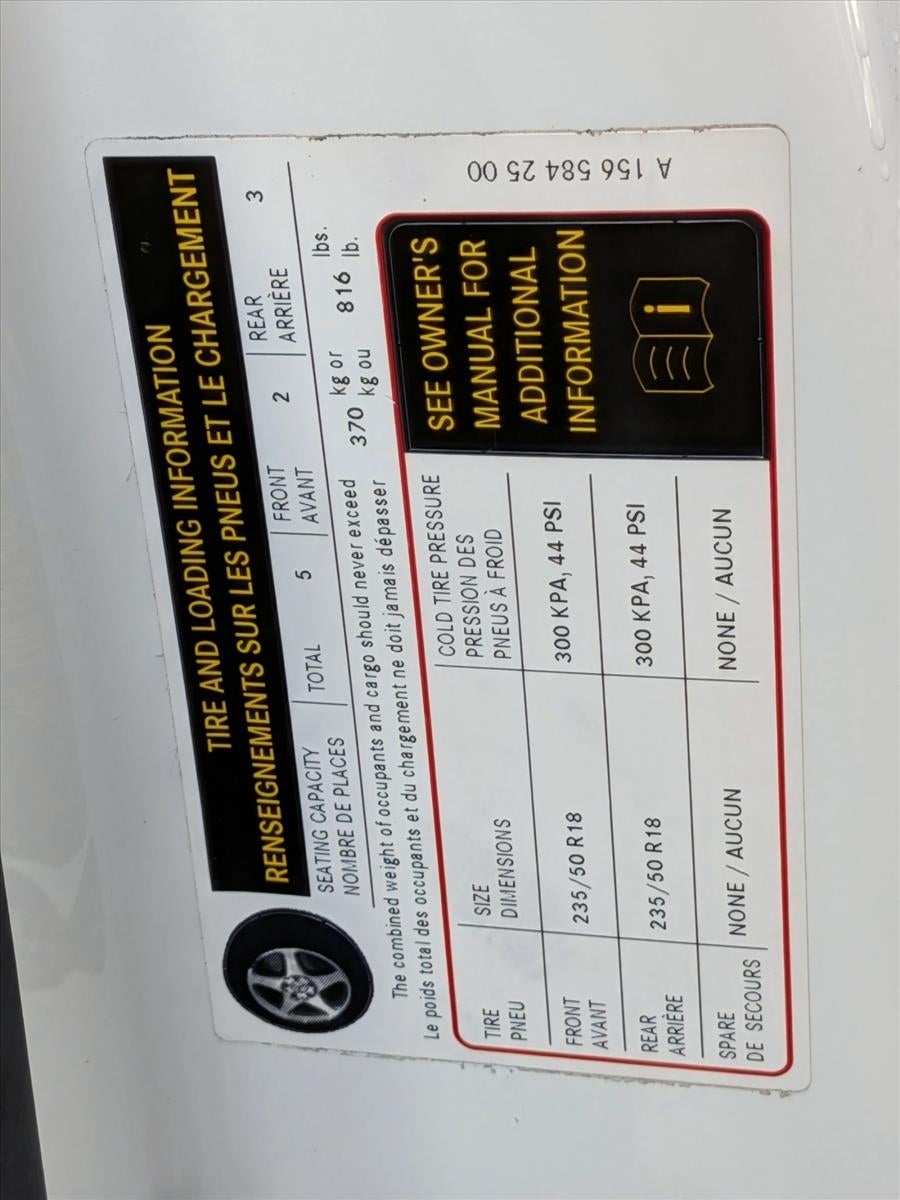 TIRE AND LOADING INFORMATION
RENSEIGNEMENTS SUR LES PNEUS ET LE CHARGEMENT
SEATING CAPACITY
NOMBRE DE PLACES
TOTAL 5
FRONT
AVANT
2
REAR
ARRIÈRE
3
The combined weight of occupants and cargo should never exceed 370 kg or 816 lbs.
Le poids total des occupants et du chargement ne doit jamais dépasser kg ou lb.
TIRE
PNEU
SIZE
DIMENSIONS
COLD TIRE PRESSURE
PRESSION DES
PNEUS À FROID
FRONT
AVANT
235/50 R18
300 KPA, 44 PSI
REAR
ARRIÈRE
235/50 R18
300 KPA, 44 PSI
SPARE
DE SECOURS
NONE / AUCUN
NONE / AUCUN
SEE OWNER'S
MANUAL FOR
ADDITIONAL
INFORMATION
i
A 156 584 25 00